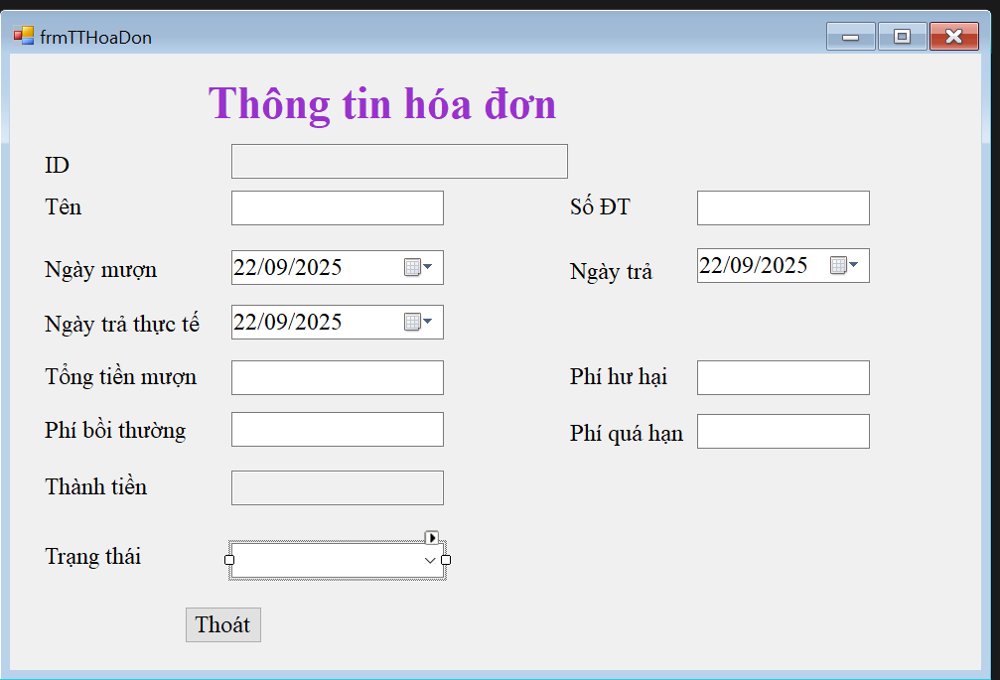 frmTTHoaDon
Thông tin hóa đơn
ID
Tên
Số ĐT
Ngày mượn
22/09/2025
Ngày trả
22/09/2025
Ngày trả thực tế
22/09/2025
Tổng tiền mượn
Phí hư hại
Phí bồi thường
Phí quá hạn
Thành tiền
Trạng thái
Thoát